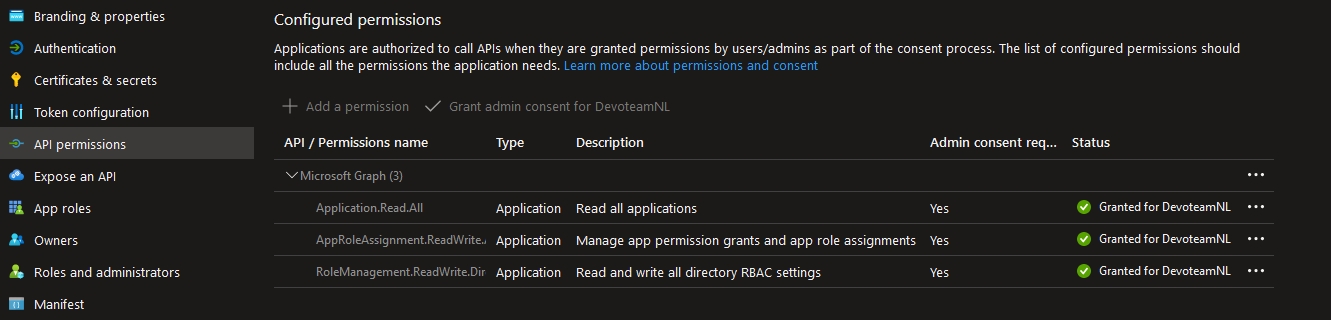 Branding & properties
Authentication
Certificates & secrets
Token configuration
API permissions
Expose an API
App roles
Owners
Roles and administrators
Manifest
Configured permissions
Applications are authorized to call APIs when they are granted permissions by users/admins as part of the consent process. The list of configured permissions should
include all the permissions the application needs. Learn more about permissions and consent
Add a permission Grant admin consent for DevoteamNL
API / Permissions name Type Description Admin consent req... Status
Microsoft Graph (3) ...
Application.Read.All Application Read all applications Yes Granted for DevoteamNL ...
AppRoleAssignment.ReadWrite. Application Manage app permission grants and app role assignments Yes Granted for DevoteamNL ...
RoleManagement.ReadWrite.Dir Application Read and write all directory RBAC settings Yes Granted for DevoteamNL ...